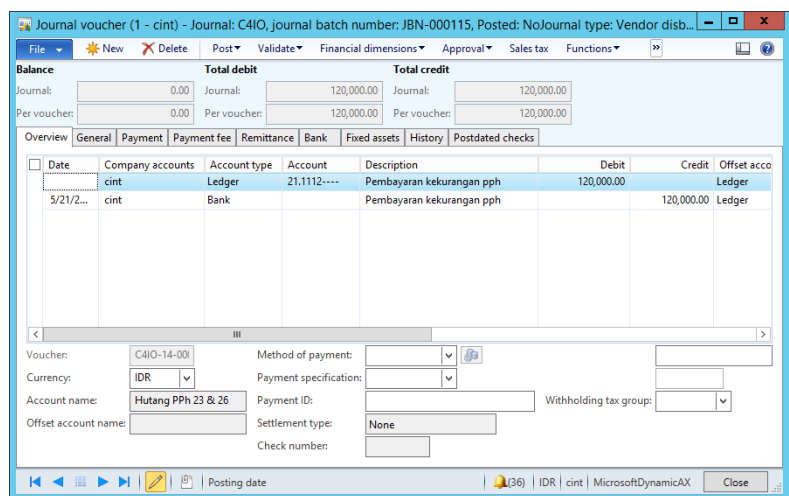 Journal voucher (1 - cint) - Journal: C4IO, journal batch number: JBN-000115, Posted: NoJournal type: Vendor disb...
File New Delete Post Validate Financial dimensions Approval Sales tax Functions »
Balance Total debit Total credit
Journal: 0.00 Journal: 120,000.00 Journal: 120,000.00
Per voucher: 0.00 Per voucher: 120,000.00 Per voucher: 120,000.00
Overview General Payment Payment fee Remittance Bank Fixed assets History Postdated checks
Date Company accounts Account type Account Description Debit Credit Offset acco
cint Ledger 21.1112---- Pembayaran kekurangan pph 120,000.00 Ledger
5/21/2... cint Bank Pembayaran kekurangan pph 120,000.00 Ledger
Voucher: C4IO-14-00( Method of payment:
Currency: IDR Payment specification:
Account name: Hutang PPh 23 & 26 Payment ID: Withholding tax group:
Offset account name: Settlement type: None
Check number:
Posting date (36) IDR cint MicrosoftDynamicAX Close